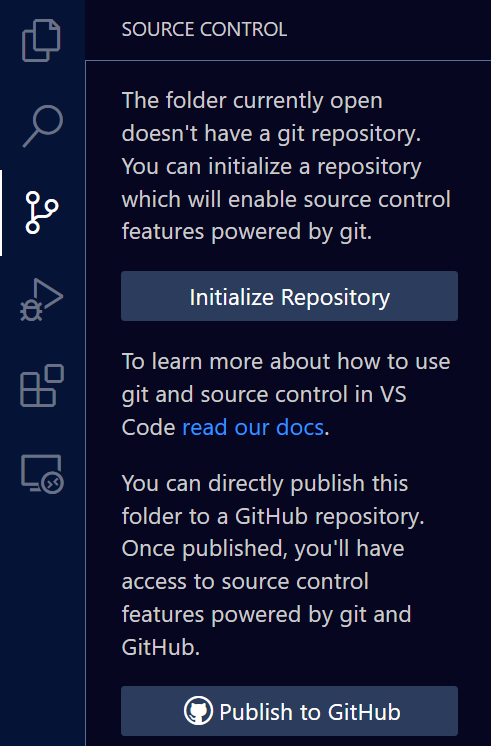 SOURCE CONTROL
The folder currently open
doesn't have a git repository.
You can initialize a repository
which will enable source control
features powered by git.
Initialize Repository
To learn more about how to use
git and source control in VS
Code read our docs.
You can directly publish this
folder to a GitHub repository.
Once published, you'll have
access to source control
features powered by git and
GitHub.
Publish to GitHub